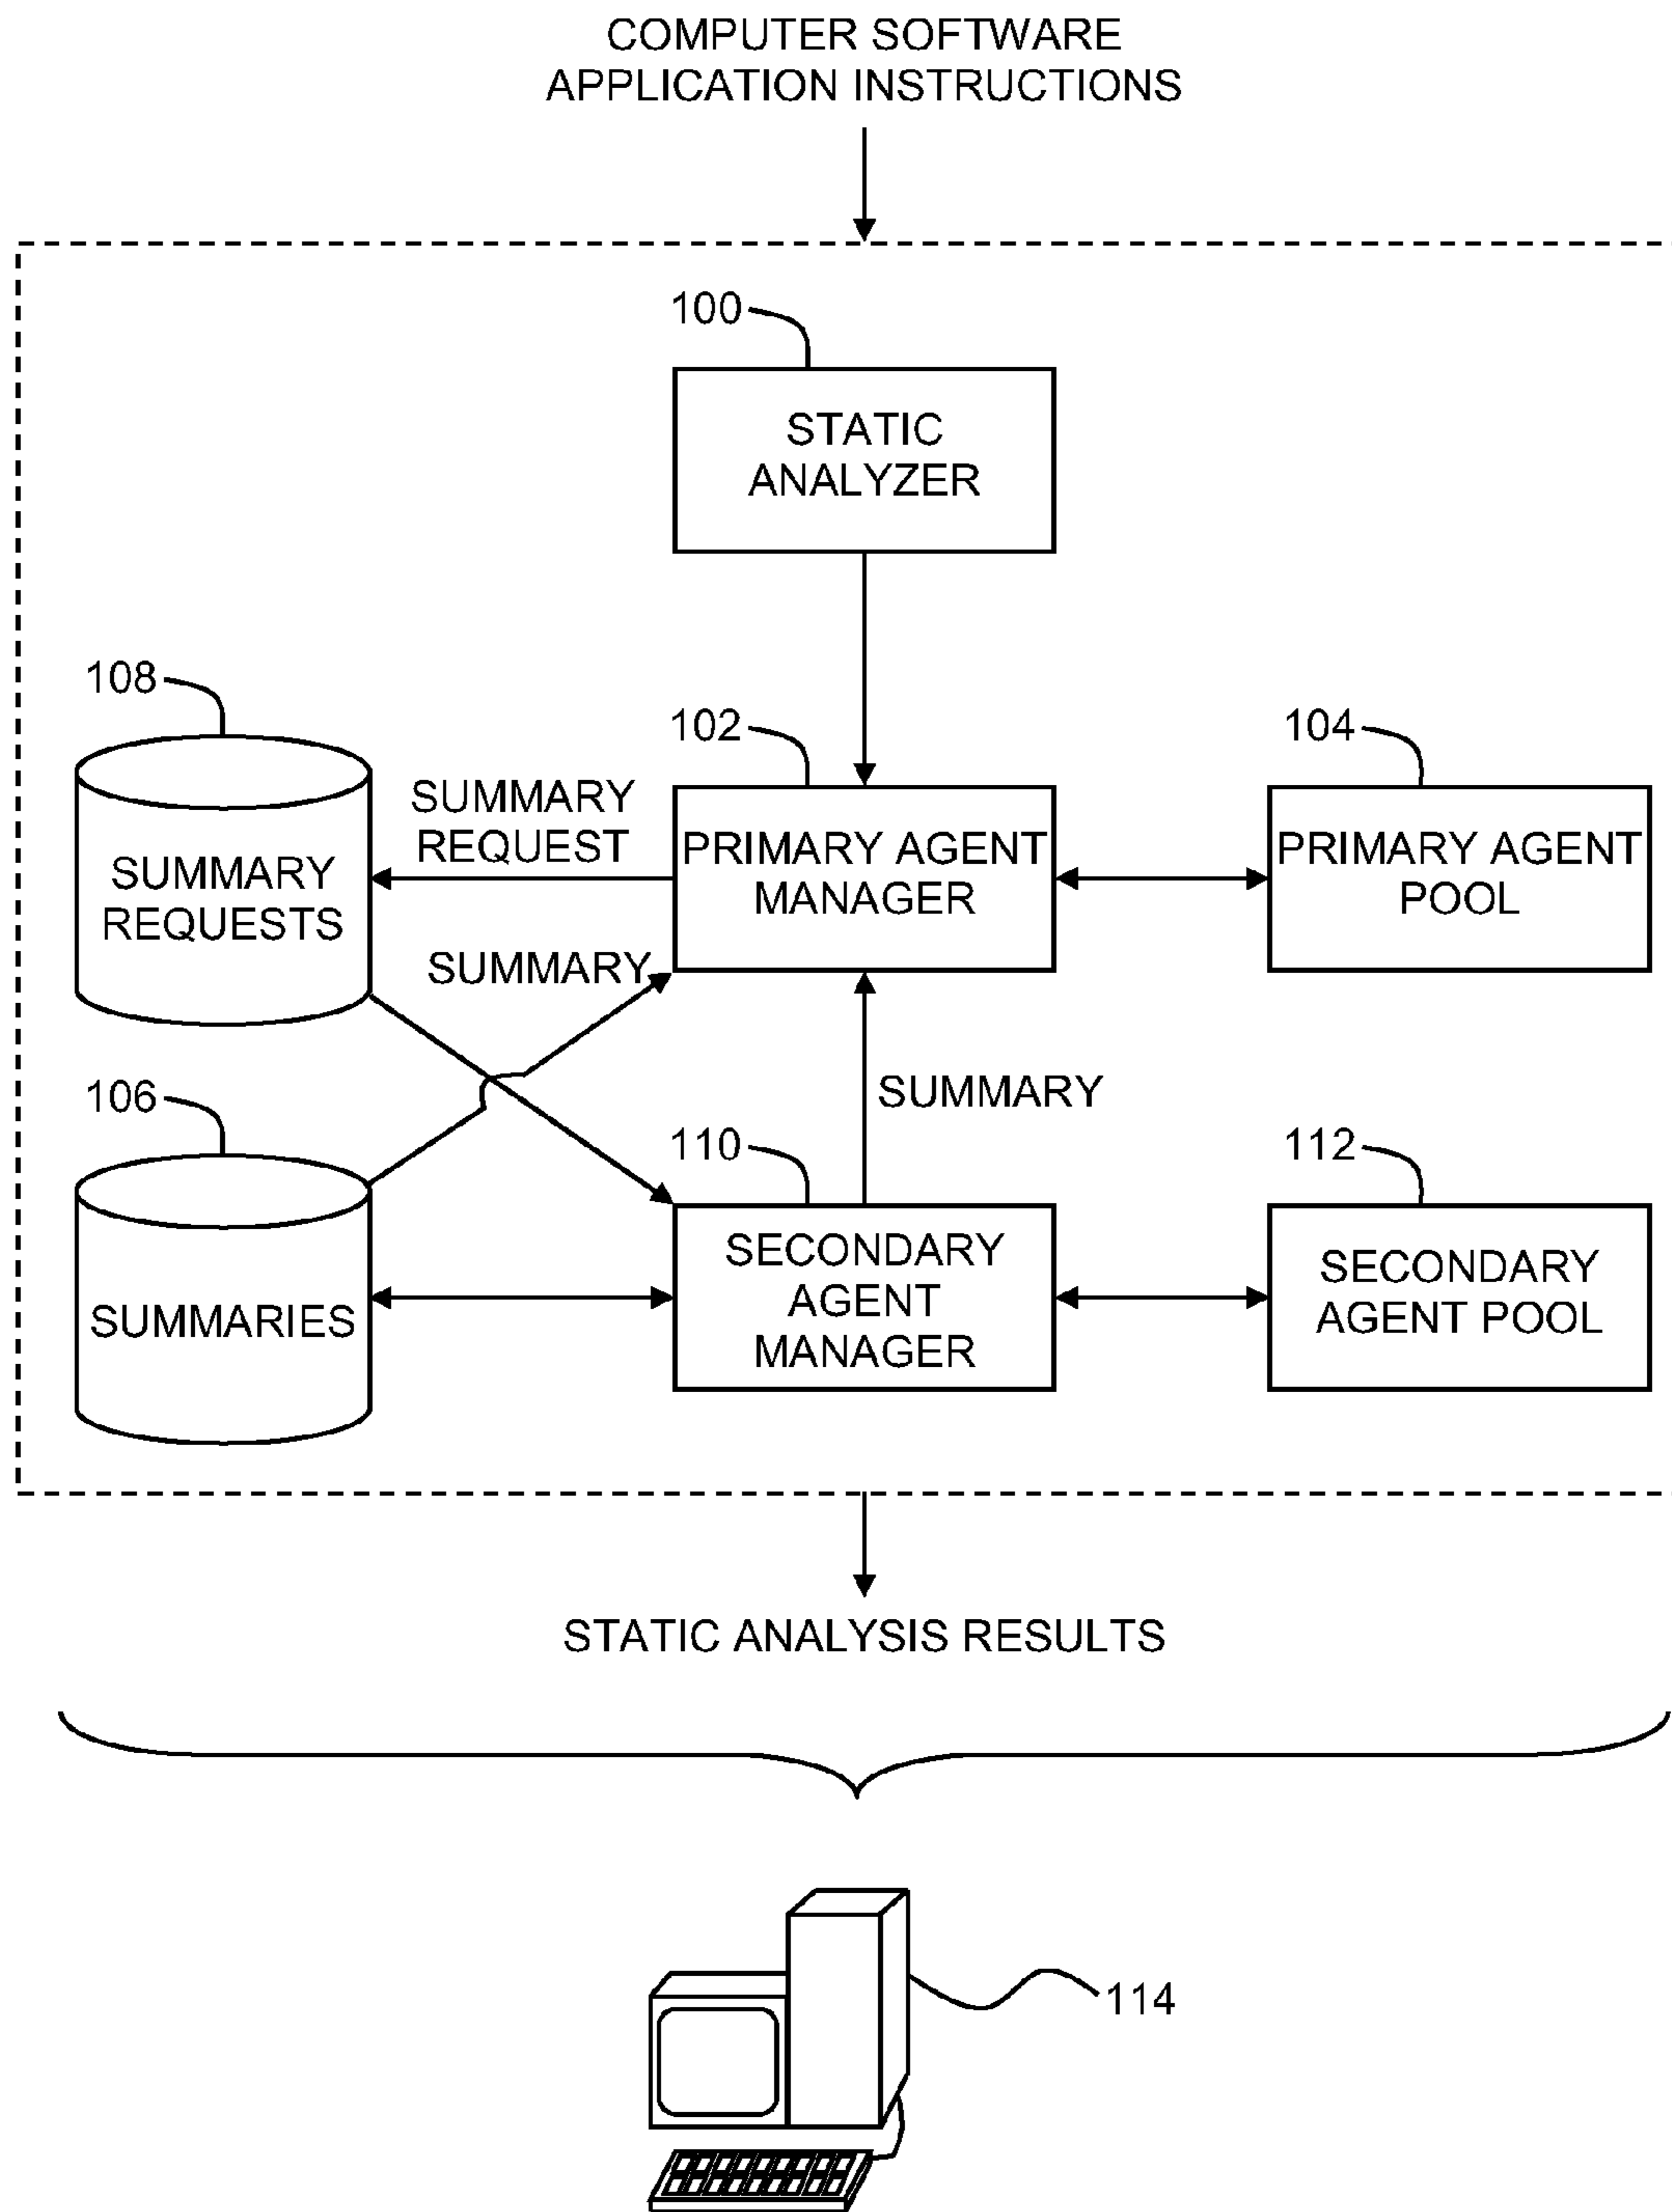 COMPUTER SOFTWARE
APPLICATION INSTRUCTIONS
100
STATIC
ANALYZER
108
102
104
SUMMARY
REQUESTS
SUMMARY
REQUEST
PRIMARY AGENT
MANAGER
PRIMARY AGENT
POOL
SUMMARY
106
SUMMARY
110
112
SUMMARIES
SECONDARY
AGENT
MANAGER
SECONDARY
AGENT POOL
STATIC ANALYSIS RESULTS
114